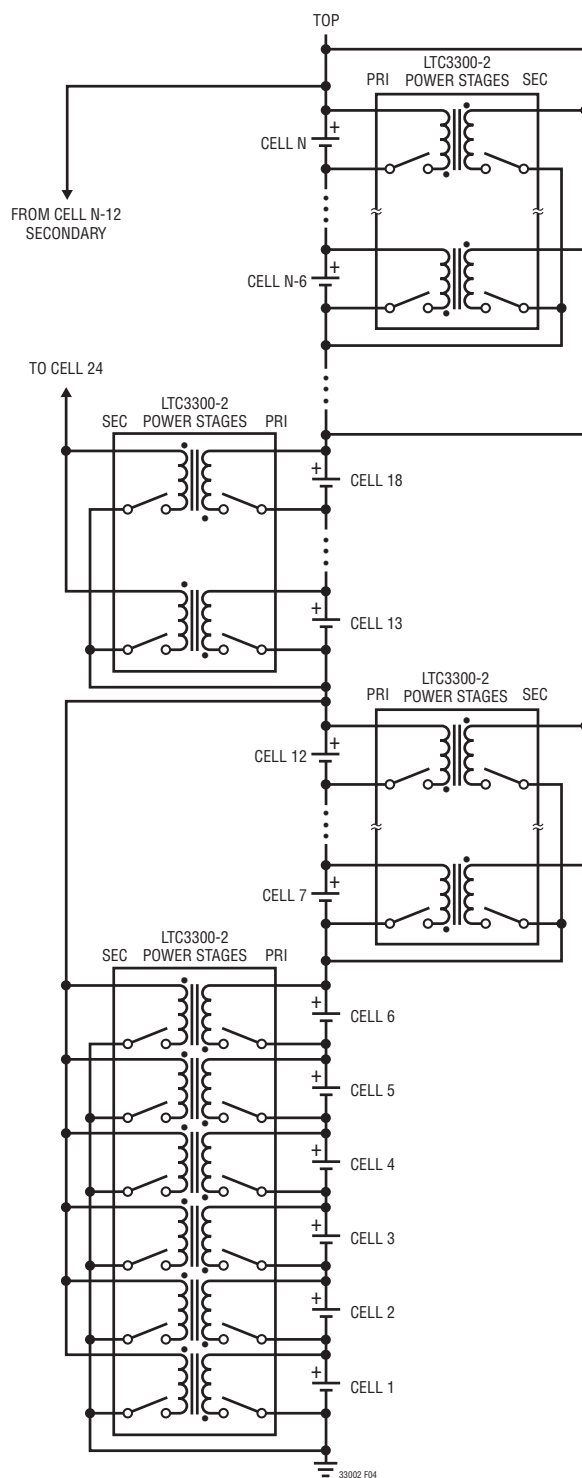 TOP
LTC3300-2
PRI POWER STAGES SEC
+
CELL N
FROM CELL N-12
SECONDARY
+
CELL N-6
TO CELL 24
LTC3300-2
SEC POWER STAGES PRI
+
CELL 18
+
CELL 13
LTC3300-2
PRI POWER STAGES SEC
+
CELL 12
+
CELL 7
LTC3300-2
SEC POWER STAGES PRI
+
CELL 6
+
CELL 5
+
CELL 4
+
CELL 3
+
CELL 2
+
CELL 1
33002 F04